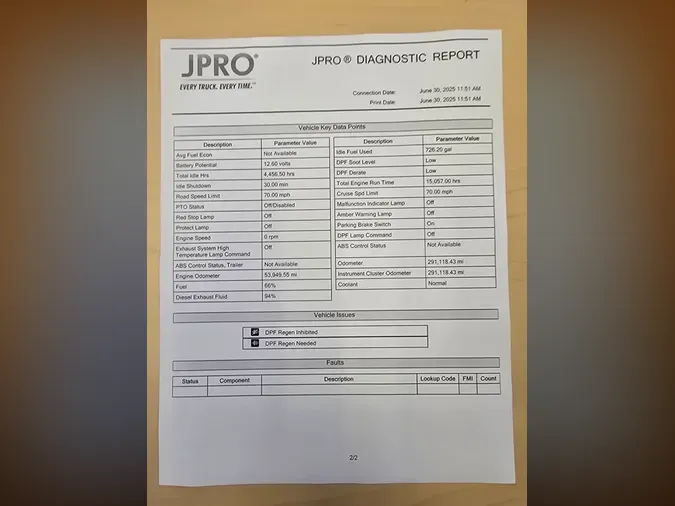 JPRO®
EVERY TRUCK. EVERY TIME.™
JPRO® DIAGNOSTIC REPORT
Connection Date: June 30, 2025 11:51 AM
Print Date: June 30, 2025 11:51 AM
Vehicle Key Data Points
Description Parameter Value
Avg Fuel Econ Not Available
Battery Potential 12.60 volts
Total Idle Hrs 4,456.50 hrs
Idle Shutdown 30.00 min
Road Speed Limit 70.00 mph
PTO Status Off/Disabled
Red Stop Lamp Off
Protect Lamp Off
Engine Speed 0 rpm
Exhaust System High Off
Temperature Lamp Command
ABS Control Status, Trailer Not Available
Engine Odometer 53,949.55 mi
Fuel 66%
Diesel Exhaust Fluid 94%
Description Parameter Value
Idle Fuel Used 726.20 gal
DPF Soot Level Low
DPF Derate Low
Total Engine Run Time 15,057.00 hrs
Cruise Spd Limit 70.00 mph
Malfunction Indicator Lamp Off
Amber Warning Lamp Off
Parking Brake Switch On
DPF Lamp Command Off
ABS Control Status Not Available
Odometer 291,118.43 mi
Instrument Cluster Odometer 291,118.43 mi
Coolant Normal
Vehicle Issues
DPF Regen Inhibited
DPF Regen Needed
Faults
Status Component Description Lookup Code FMI Count
2/2